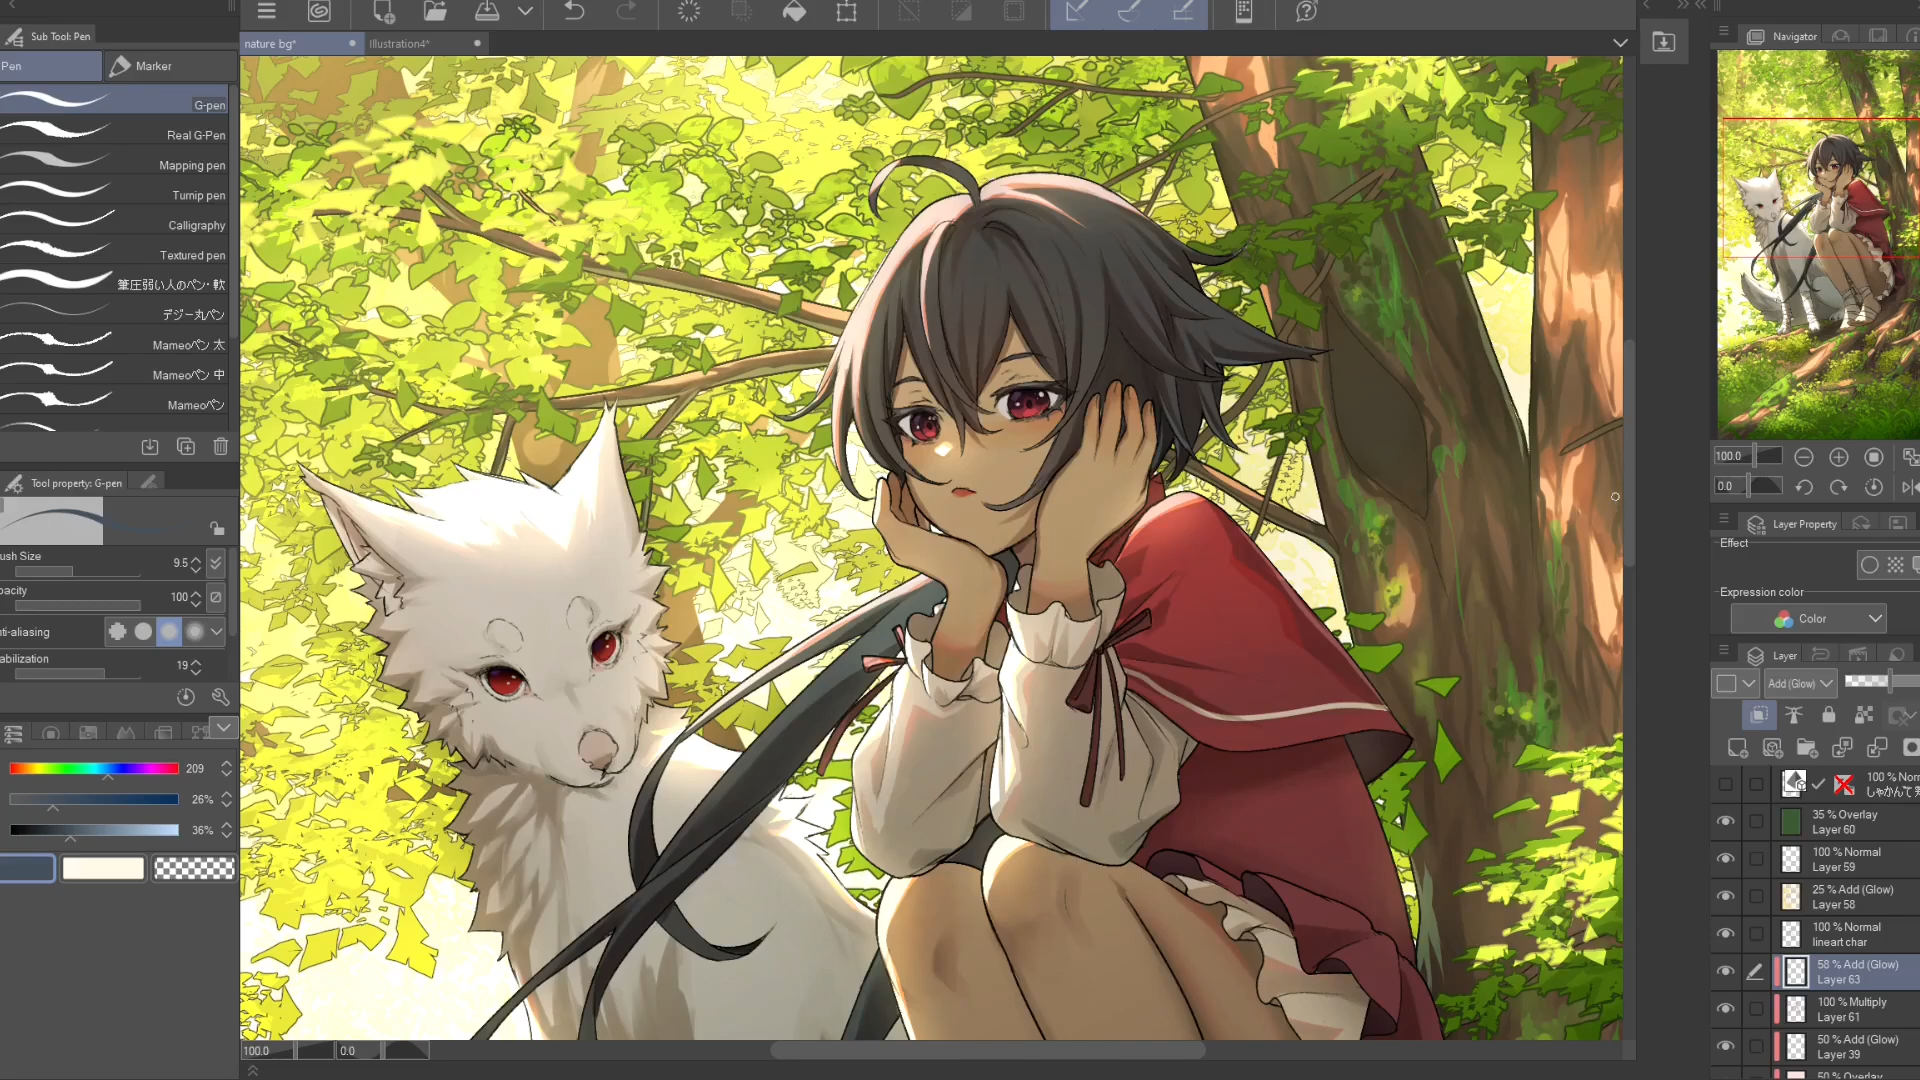 Sub Tool: Pen
Pen
Marker
G-pen
Real G-Pen
Mapping pen
Turnip pen
Calligraphy
Textured pen
筆圧弱い人のペン・軟
デジ一丸ペン
Mameoペン 太
Mameoペン 中
Mameoペン
Tool property: G-pen
ush Size
9.5
pacity
100
ti-aliasing
abilization
19
209
26%
36%
nature bg*
Illustration4*
100.0
0.0
Navigator
100.0
0.0
Layer Property
Effect
Expression color
Color
Layer
Add (Glow)
100 % Norm
35 % Overlay
Layer 60
100 % Normal
Layer 59
25 % Add (Glow)
Layer 58
100 % Normal
lineart char
58 % Add (Glow)
Layer 63
100 % Multiply
Layer 61
50 % Add (Glow)
Layer 39
50 % Overlay